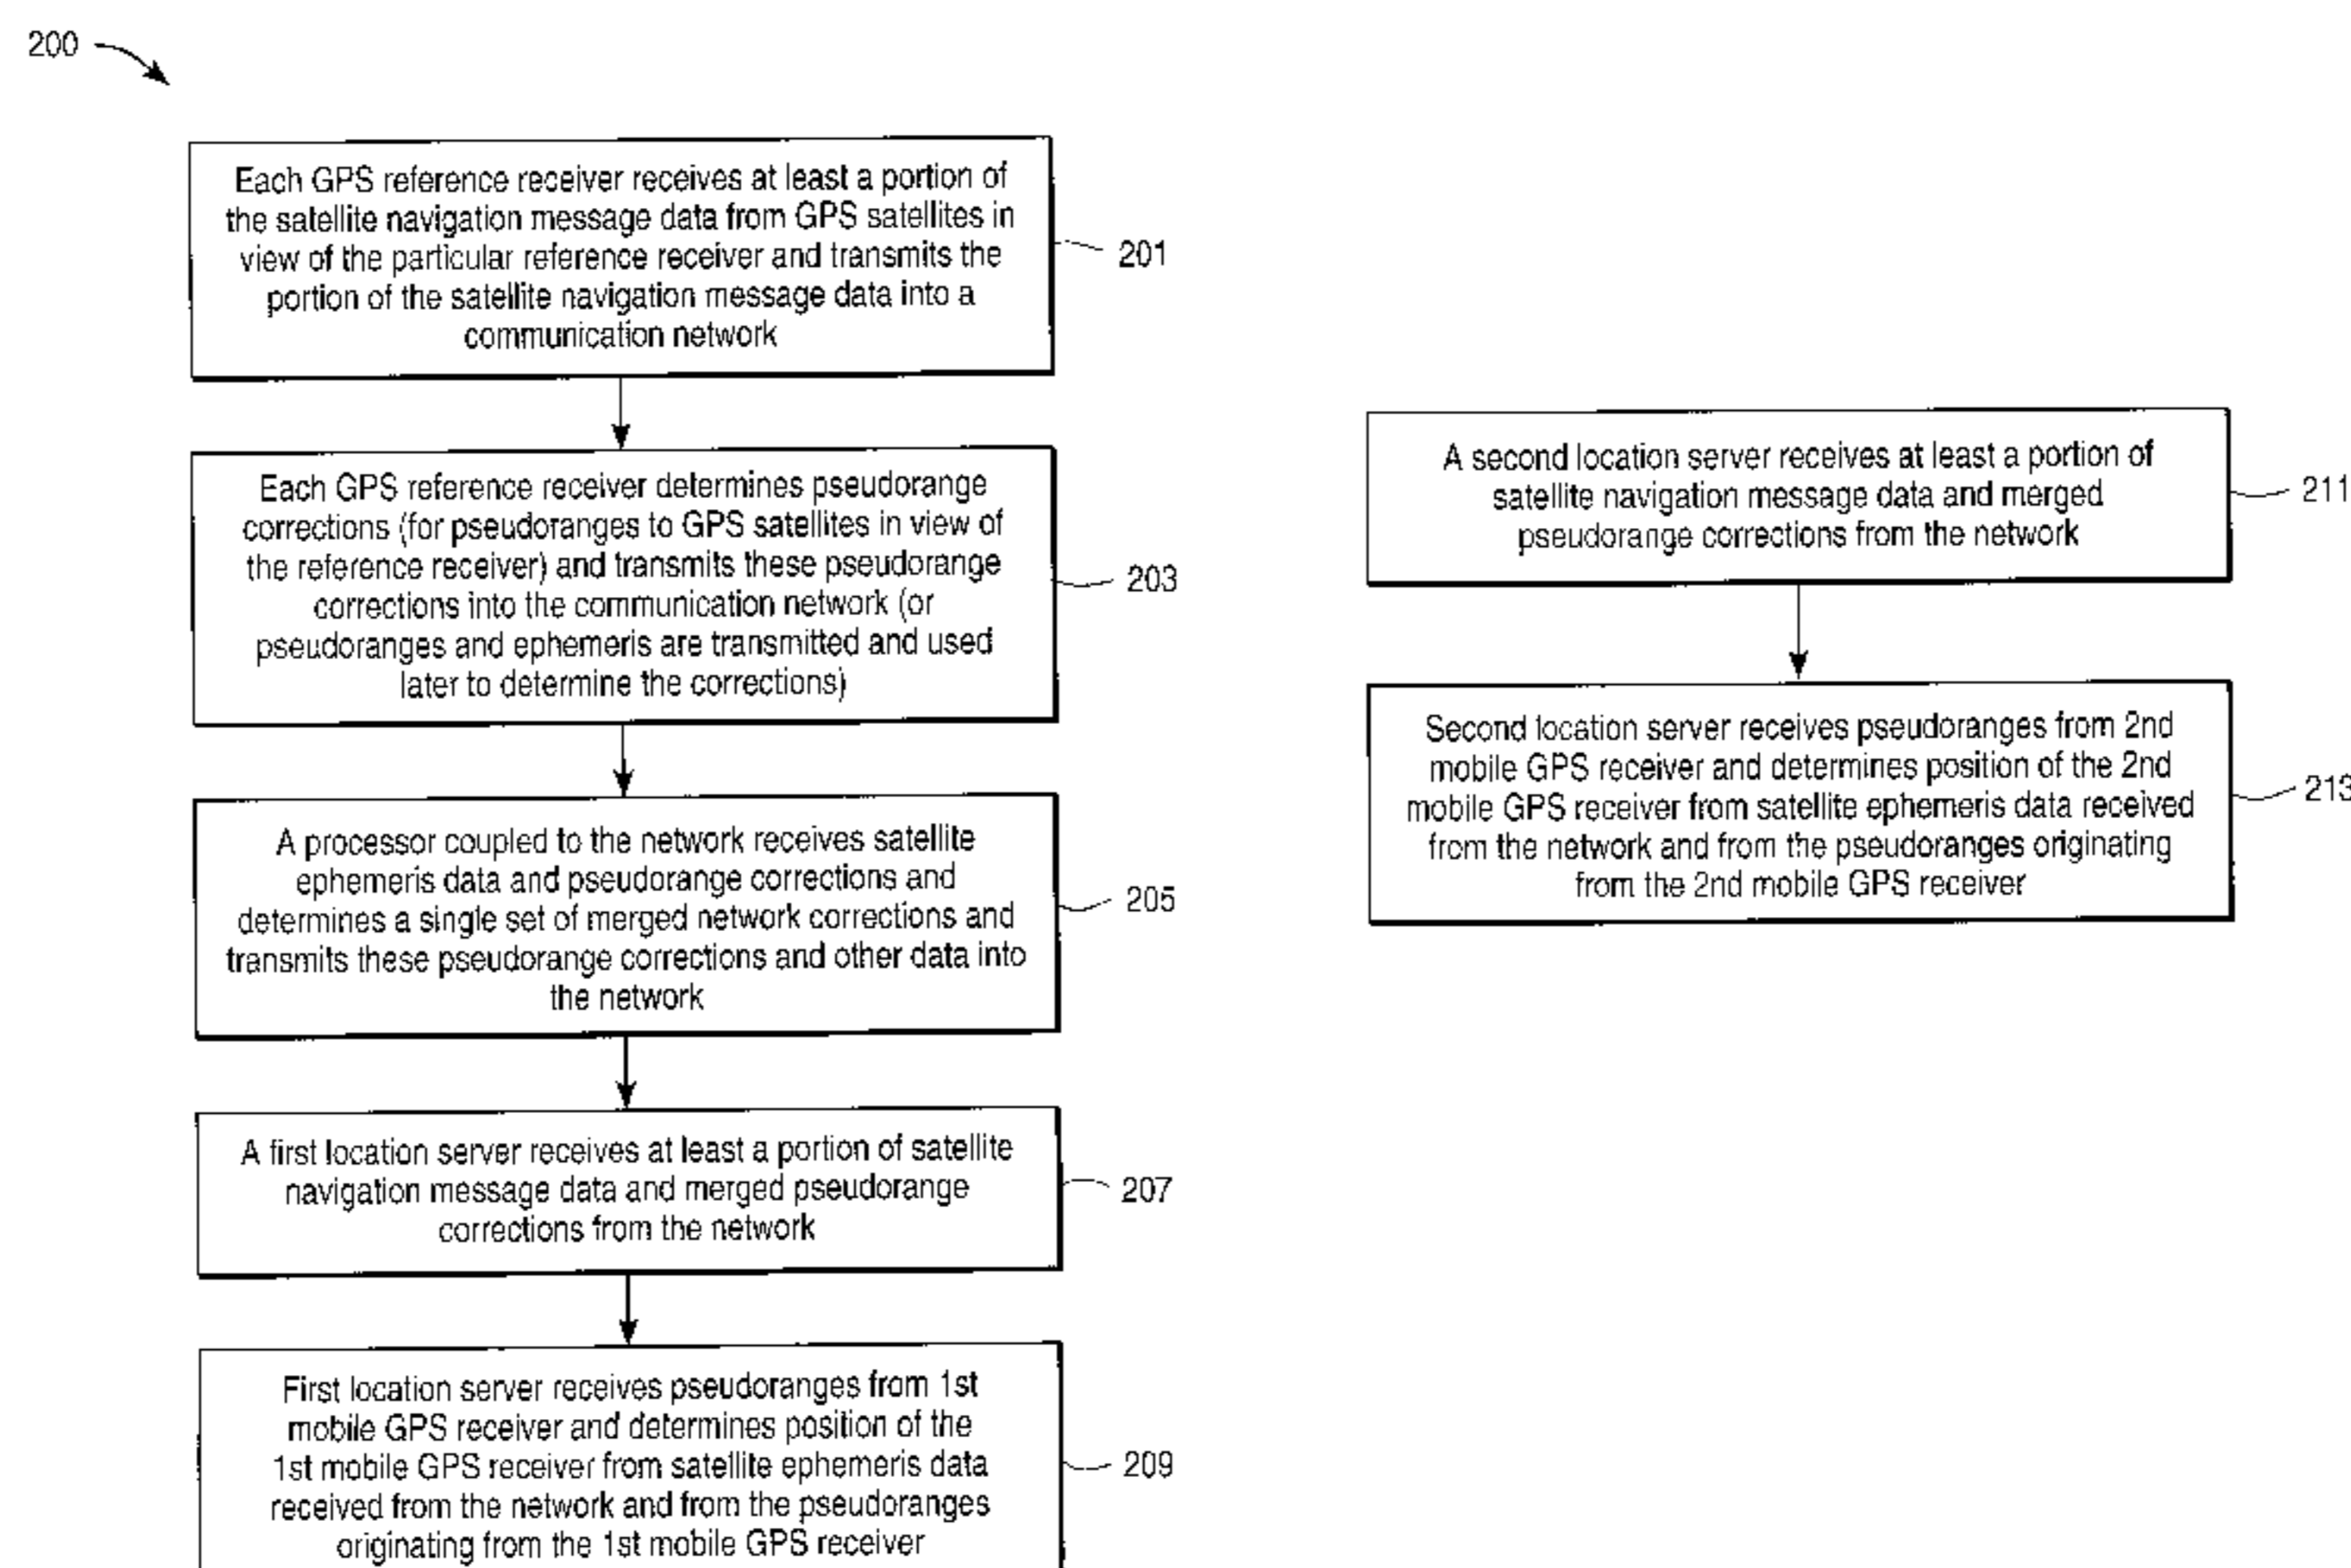 200
Each GPS reference receiver receives at least a portion of
the satellite navigation message data from GPS satellites in
view of the particular reference receiver and transmits the
portion of the satellite navigation message data into a
communication network
201
Each GPS reference receiver determines pseudorange
corrections (for pseudoranges to GPS satellites in view of
the reference receiver) and transmits these pseudorange
corrections into the communication network (or
pseudoranges and ephemeris are transmitted and used
later to determine the corrections)
203
A processor coupled to the network receives satellite
ephemeris data and pseudorange corrections and
determines a single set of merged network corrections and
transmits these pseudorange corrections and other data into
the network
205
A first location server receives at least a portion of satellite
navigation message data and merged pseudorange
corrections from the network
207
First location server receives pseudoranges from 1st
mobile GPS receiver and determines position of the
1st mobile GPS receiver from satellite ephemeris data
received from the network and from the pseudoranges
originating from the 1st mobile GPS receiver
209
A second location server receives at least a portion of
satellite navigation message data and merged
pseudorange corrections from the network
211
Second location server receives pseudoranges from 2nd
mobile GPS receiver and determines position of the 2nd
mobile GPS receiver from satellite ephemeris data received
from the network and from the pseudoranges originating
from the 2nd mobile GPS receiver
213